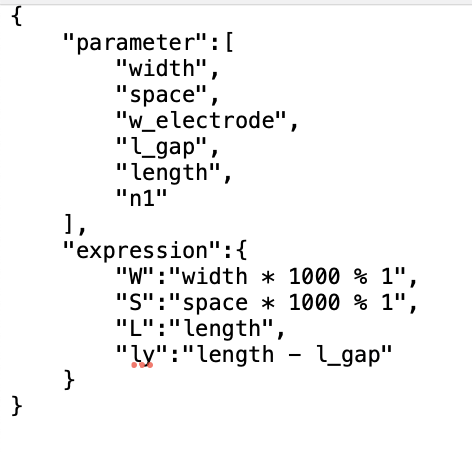 {
    "parameter":[
        "width",
        "space",
        "w_electrode",
        "l_gap",
        "length",
        "n1"
    ],
    "expression":{
        "W":"width * 1000 % 1",
        "S":"space * 1000 % 1",
        "L":"length",
        "ly":"length - l_gap"
    }
}